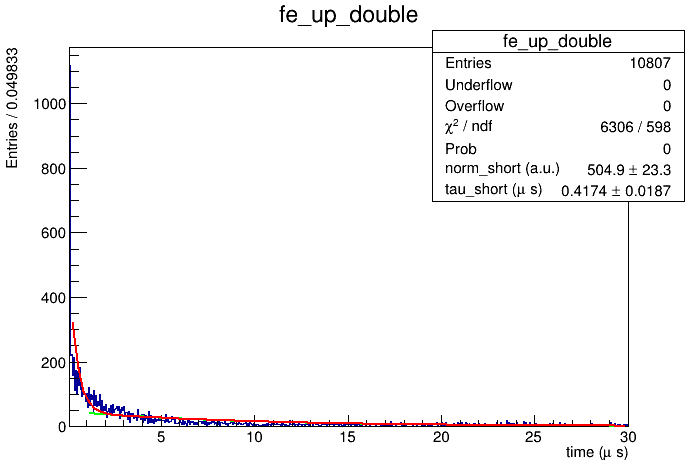 fe_up_double
Entries / 0.049833
fe_up_double
Entries 10807
Underflow 0
Overflow 0
χ² / ndf 6306 / 598
Prob 0
norm_short (a.u.) 504.9 ± 23.3
tau_short (μ s) 0.4174 ± 0.0187
1000
800
600
400
200
0
5 10 15 20 25 30
time (μ s)